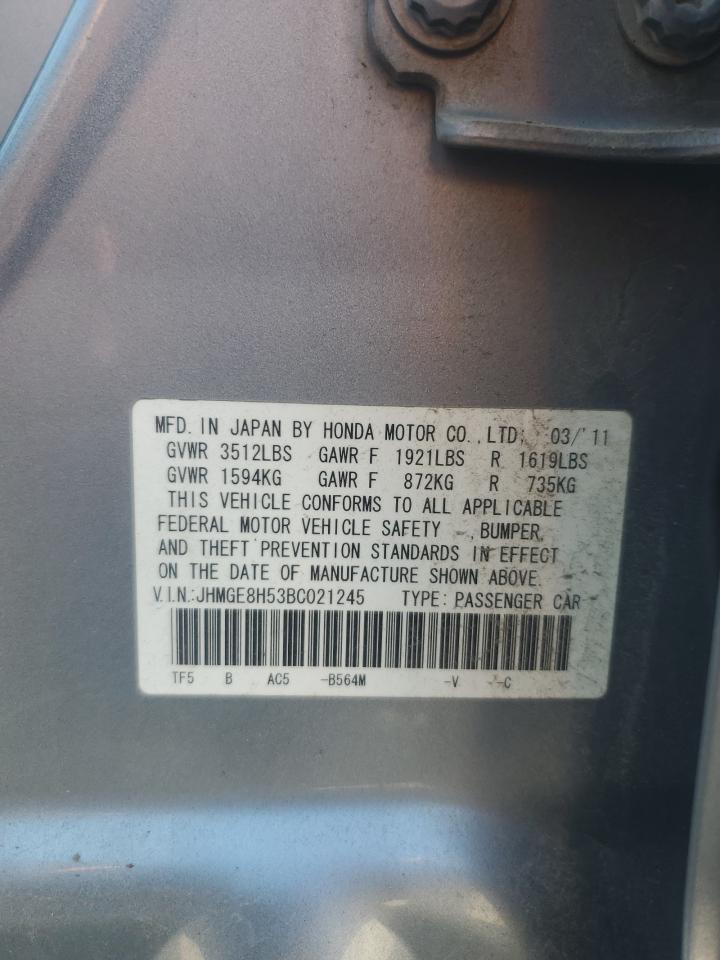 MFD. IN JAPAN BY HONDA MOTOR CO., LTD. 03/'11
GVWR 3512LBS GAWR F 1921LBS R 1619LBS
GVWR 1594KG GAWR F 872KG R 735KG
THIS VEHICLE CONFORMS TO ALL APPLICABLE
FEDERAL MOTOR VEHICLE SAFETY , BUMPER,
AND THEFT PREVENTION STANDARDS IN EFFECT
ON THE DATE OF MANUFACTURE SHOWN ABOVE.
V.I.N.:JHMGE8H53BC021245 TYPE: PASSENGER CAR
TF5 B AC5 -B564M -V -C